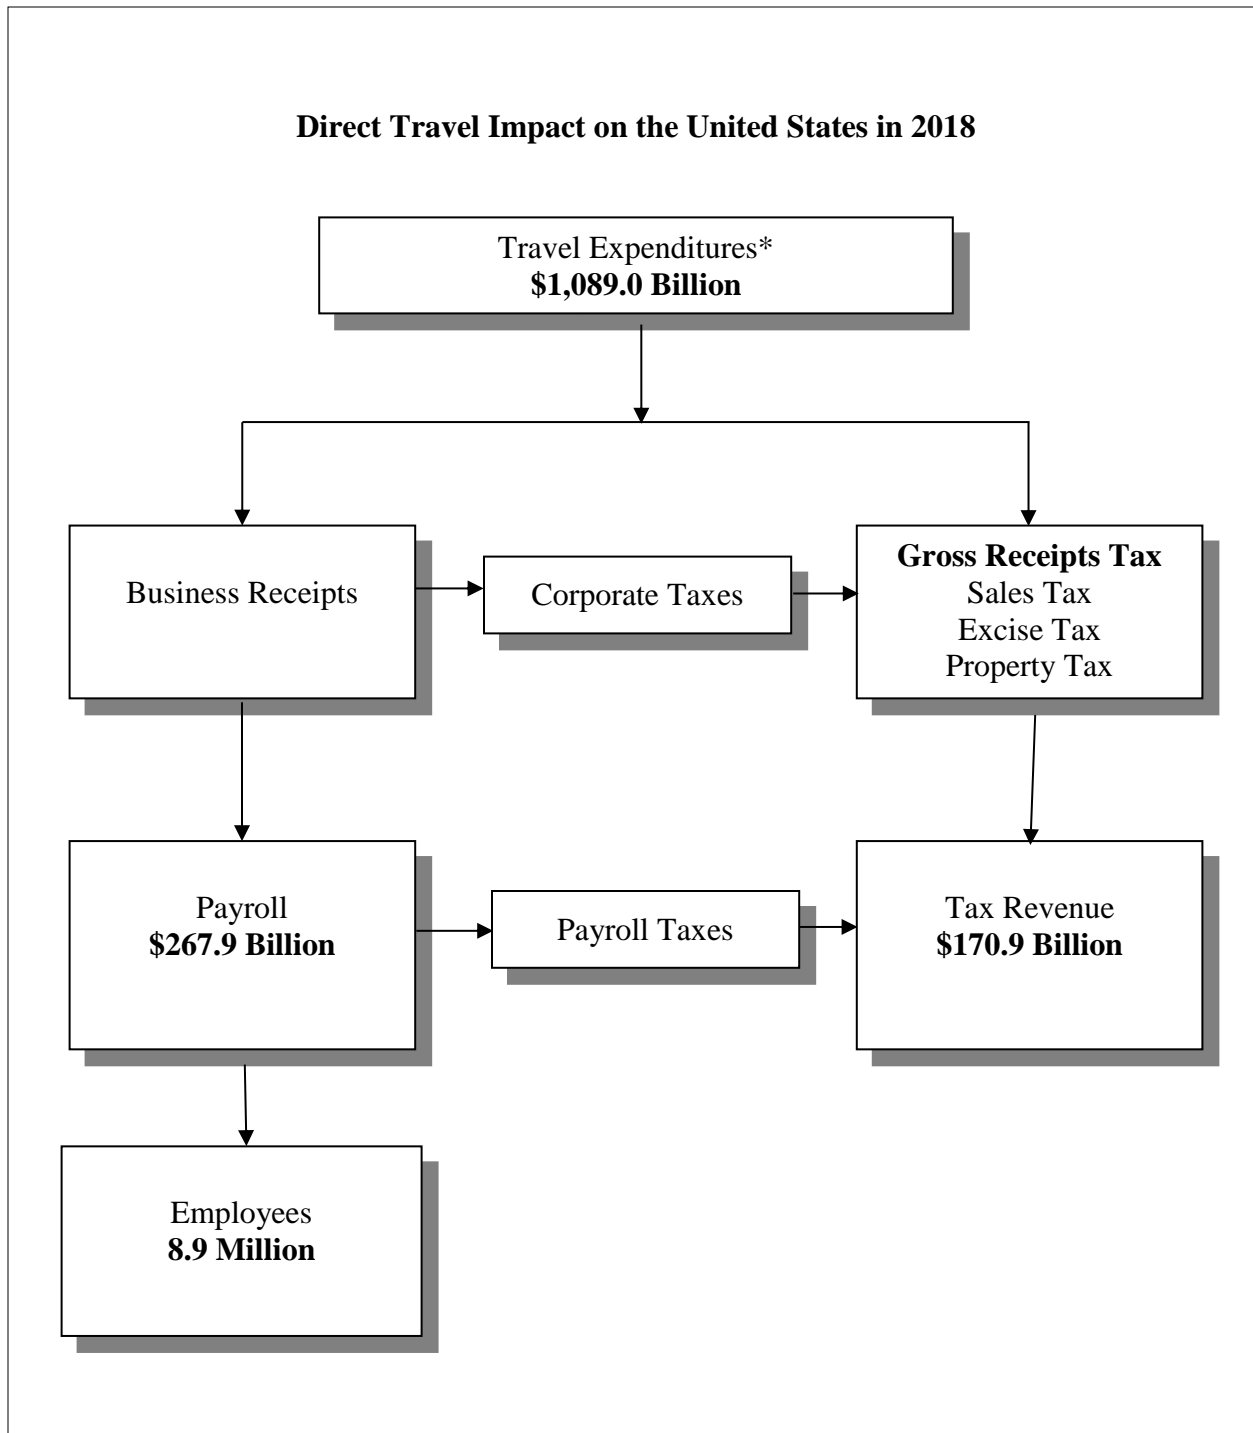 Direct Travel Impact on the United States in 2018
Travel Expenditures*
$1,089.0 Billion
Business Receipts
Corporate Taxes
Gross Receipts Tax
Sales Tax
Excise Tax
Property Tax
Payroll
$267.9 Billion
Payroll Taxes
Tax Revenue
$170.9 Billion
Employees
8.9 Million